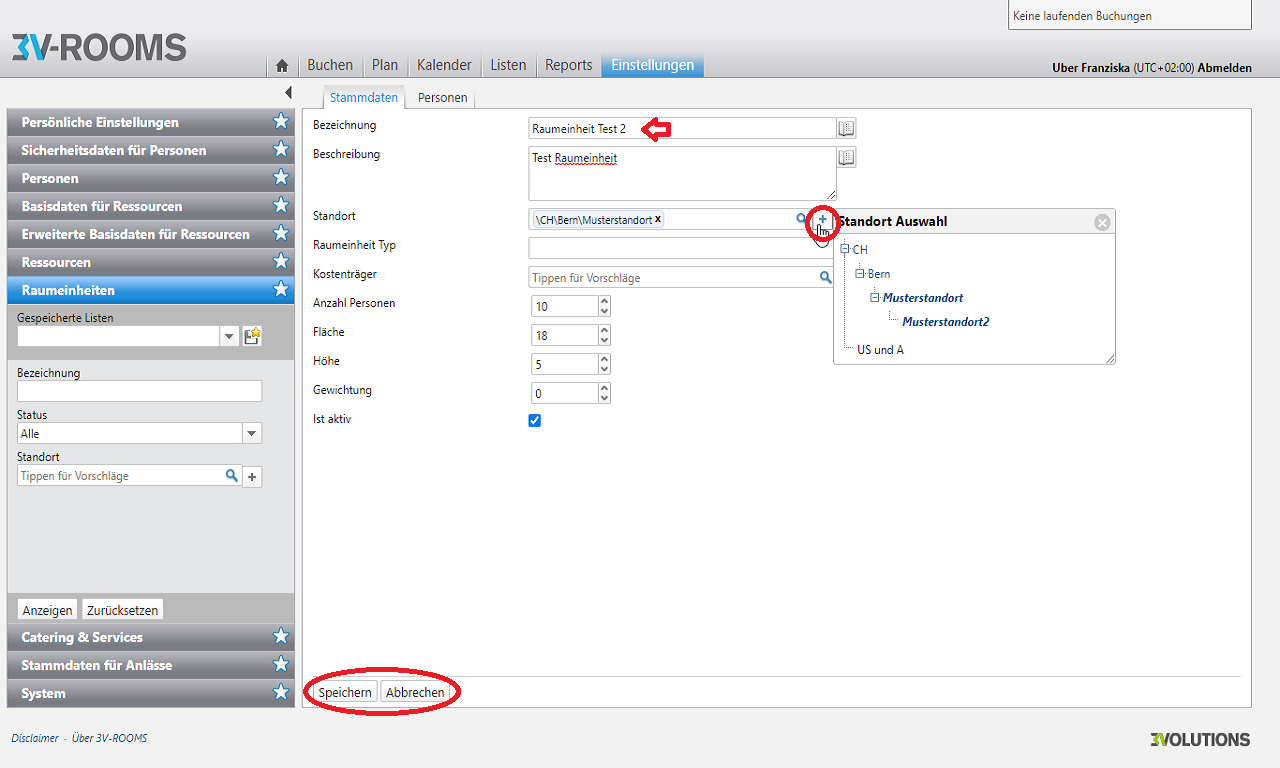 Keine laufenden Buchungen
3V-ROOMS
Buchen Plan Kalender Listen Reports Einstellungen
Uber Franziska (UTC+02:00) Abmelden
Stammdaten Personen
Persönliche Einstellungen
Sicherheitsdaten für Personen
Personen
Basisdaten für Ressourcen
Erweiterte Basisdaten für Ressourcen
Ressourcen
Raumeinheiten
Gespeicherte Listen
Bezeichnung
Status
Alle
Standort
Tippen für Vorschläge
Anzeigen Zurücksetzen
Catering & Services
Stammdaten für Anlässe
System
Bezeichnung Raumeinheit Test 2
Beschreibung Test Raumeinheit
Standort \CH\Bern\Musterstandort x
Raumeinheit Typ
Kostenträger Tippen für Vorschläge
Anzahl Personen 10
Fläche 18
Höhe 5
Gewichtung 0
Ist aktiv
Standort Auswahl
CH
Bern
Musterstandort
Musterstandort2
US und A
Speichern Abbrechen
Disclaimer - Über 3V-ROOMS
3VOLUTIONS